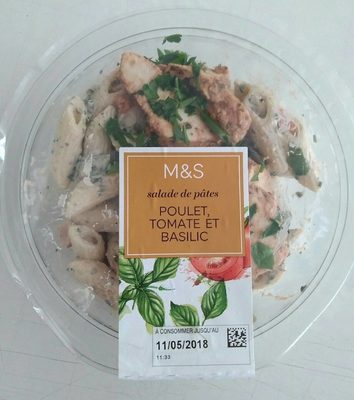 M&S
salade de pâtes
POULET,
TOMATE ET
BASILIC
À CONSOMMER JUSQU'AU
11/05/2018
11:33